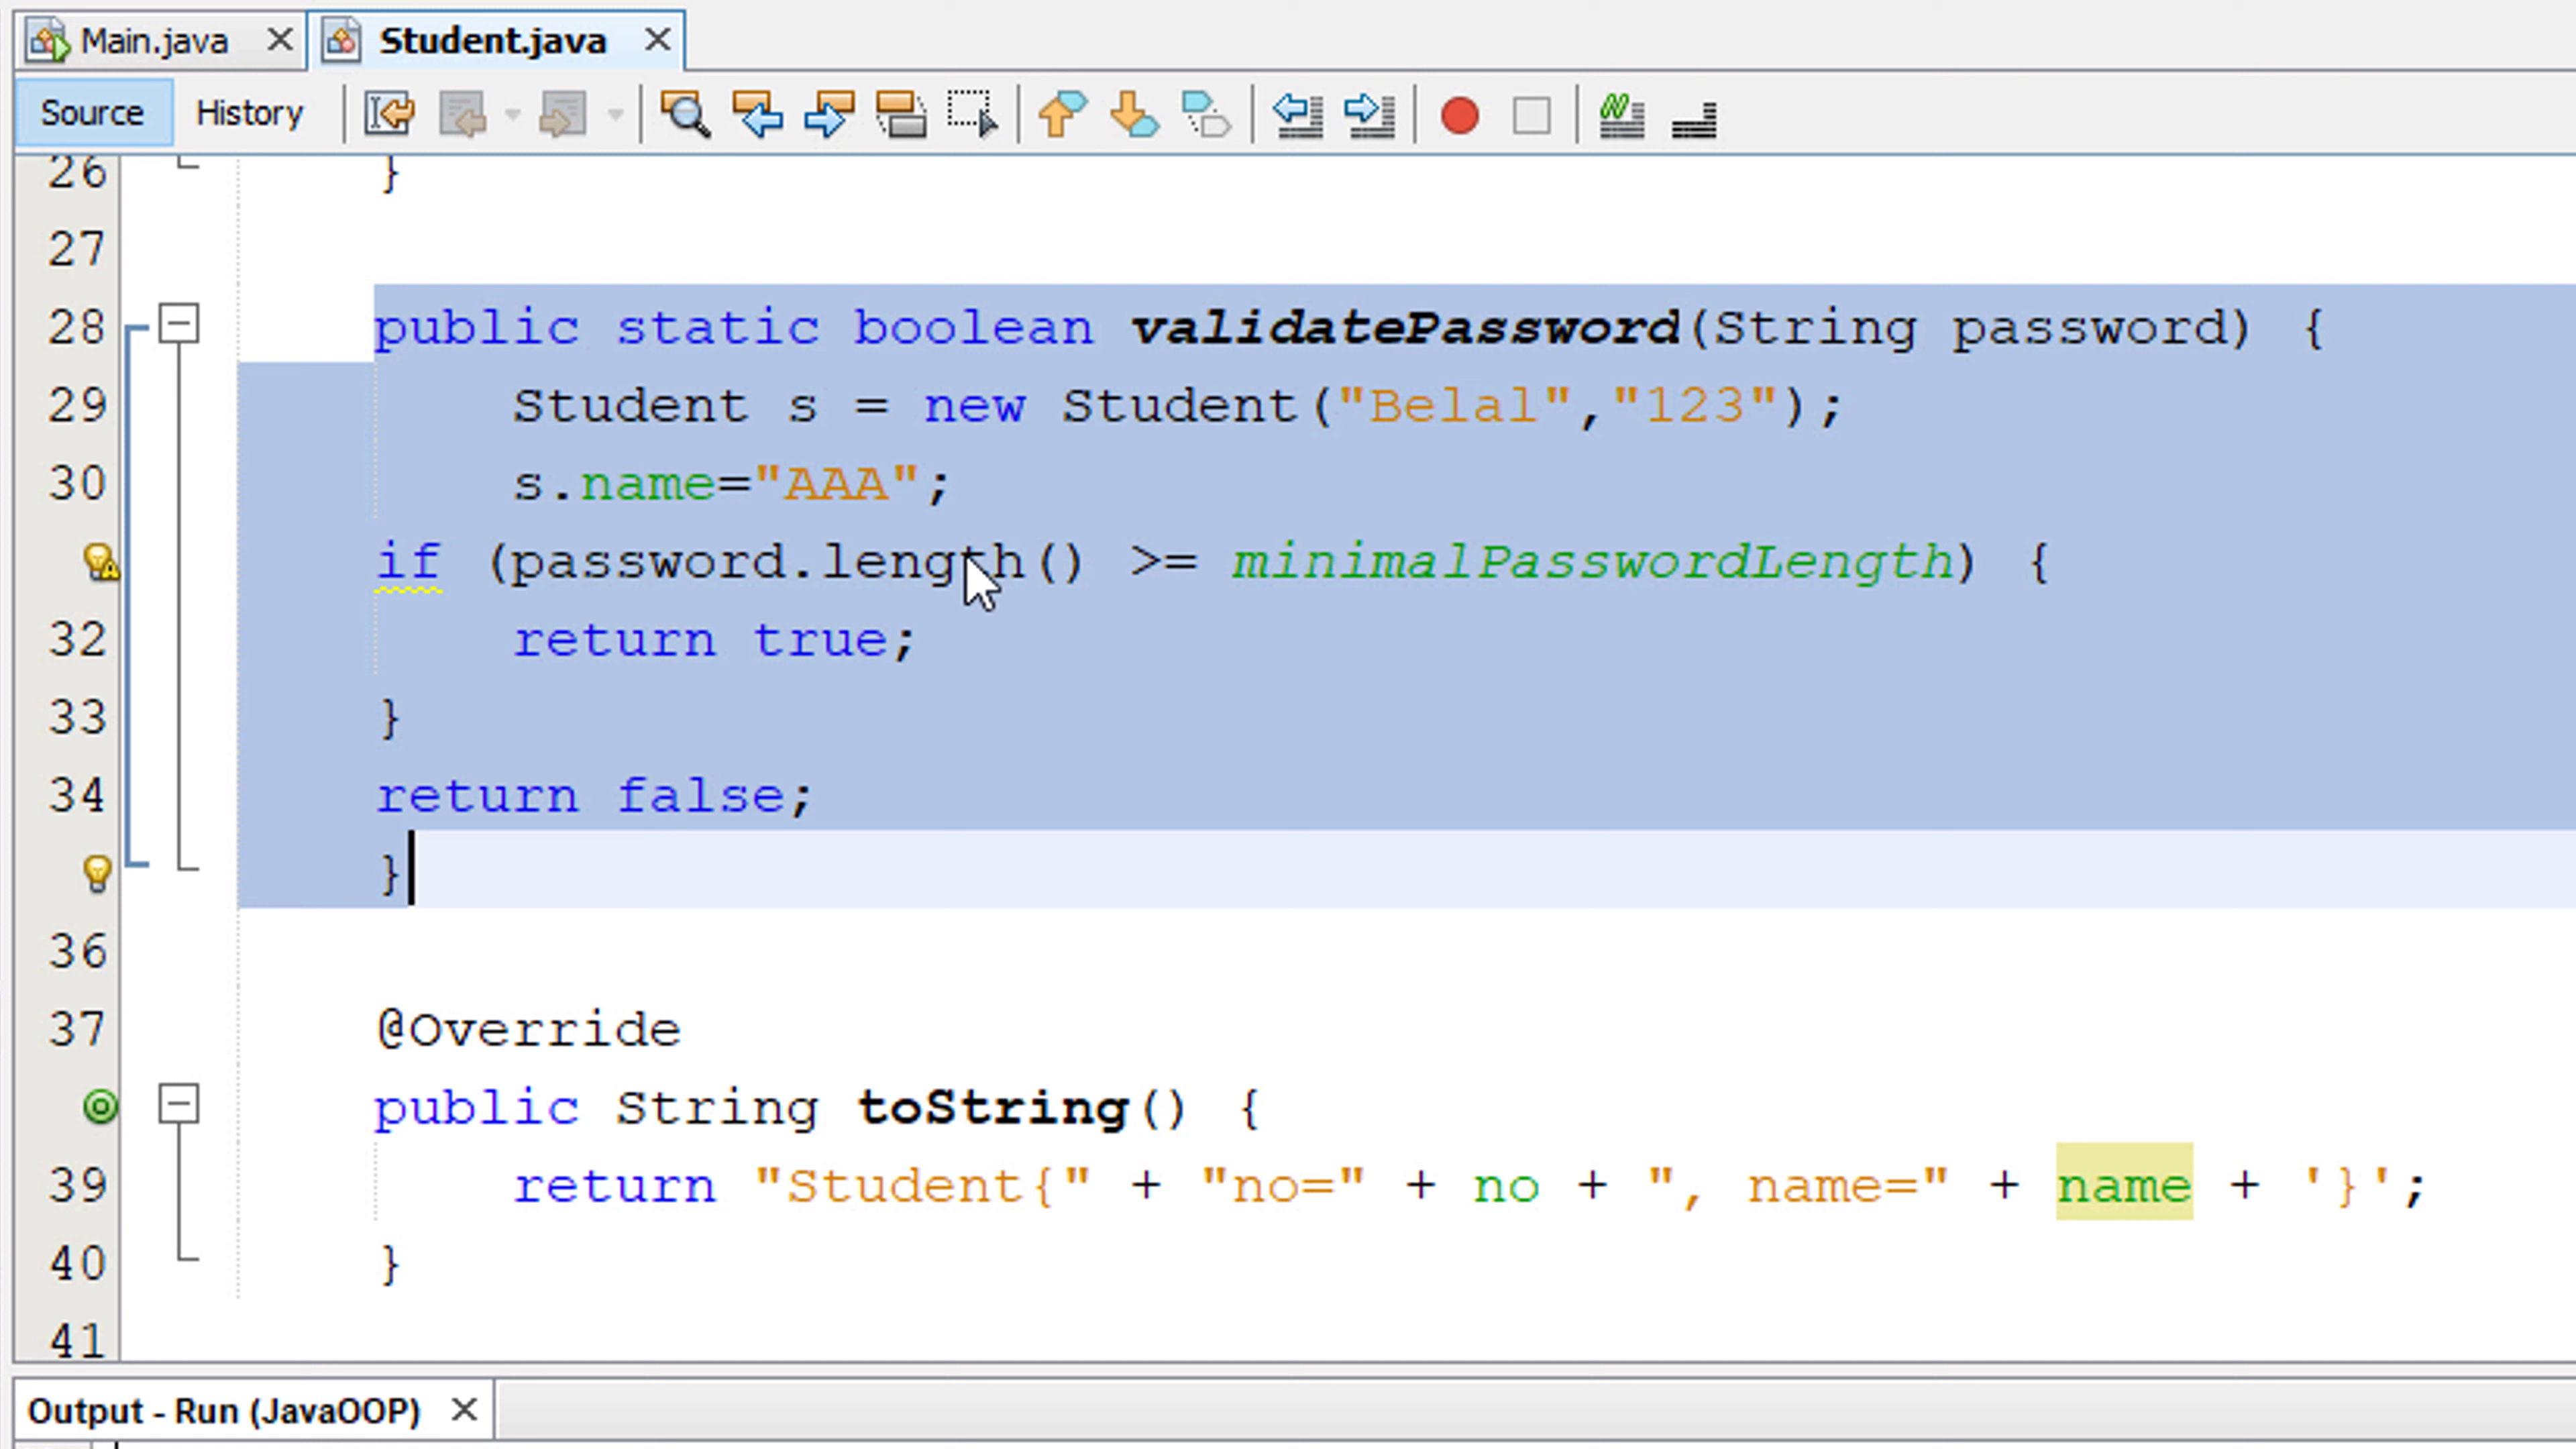 Main.java
Student.java
Source History
26 }
27
28 public static boolean validatePassword(String password) {
29 Student s = new Student("Belal","123");
30 s.name="AAA";
if (password.length() >= minimalPasswordLength) {
32 return true;
33 }
34 return false;
}
36
37 @Override
public String toString() {
39 return "Student{" + "no=" + no + ", name=" + name + '}';
40 }
41
Output - Run (JavaOOP)